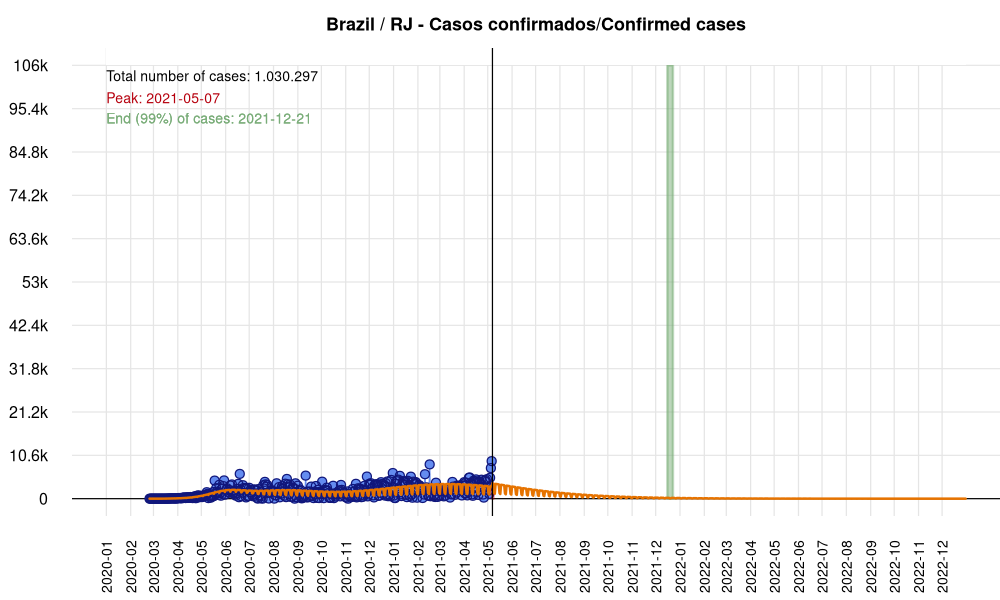 Brazil / RJ - Casos confirmados/Confirmed cases
106k
Total number of cases: 1.030.297
Peak: 2021-05-07
95.4k
End (99%) of cases: 2021-12-21
84.8k
74.2k
63.6k
53k
42.4k
31.8k
21.2k
10.6k
0
2020-01
2020-02
2020-03
2020-04
2020-05
2020-06
2020-07
2020-08
2020-09
2020-10
2020-11
2020-12
2021-01
2021-02
2021-03
2021-04
2021-05
2021-06
2021-07
2021-08
2021-09
2021-10
2021-11
2021-12
2022-01
2022-02
2022-03
2022-04
2022-05
2022-06
2022-07
2022-08
2022-09
2022-10
2022-11
2022-12